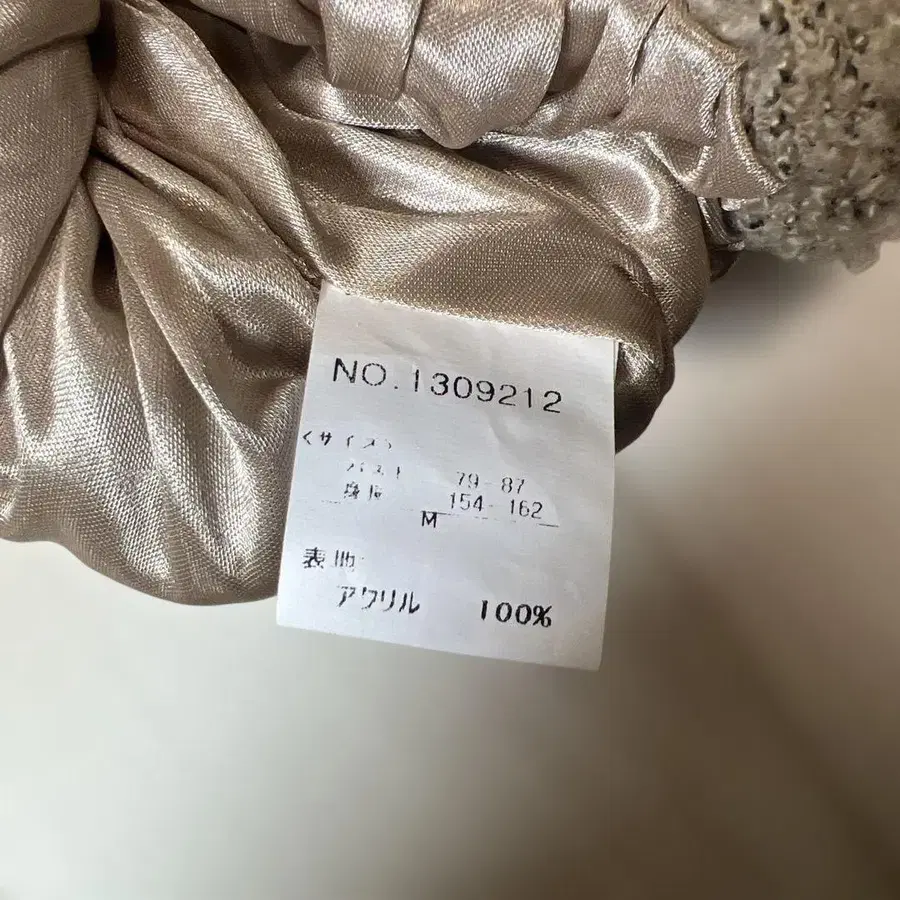 NO.1309212
<サイズ>
バスト 79-87
身長 154-162
M
表地
アクリル 100%